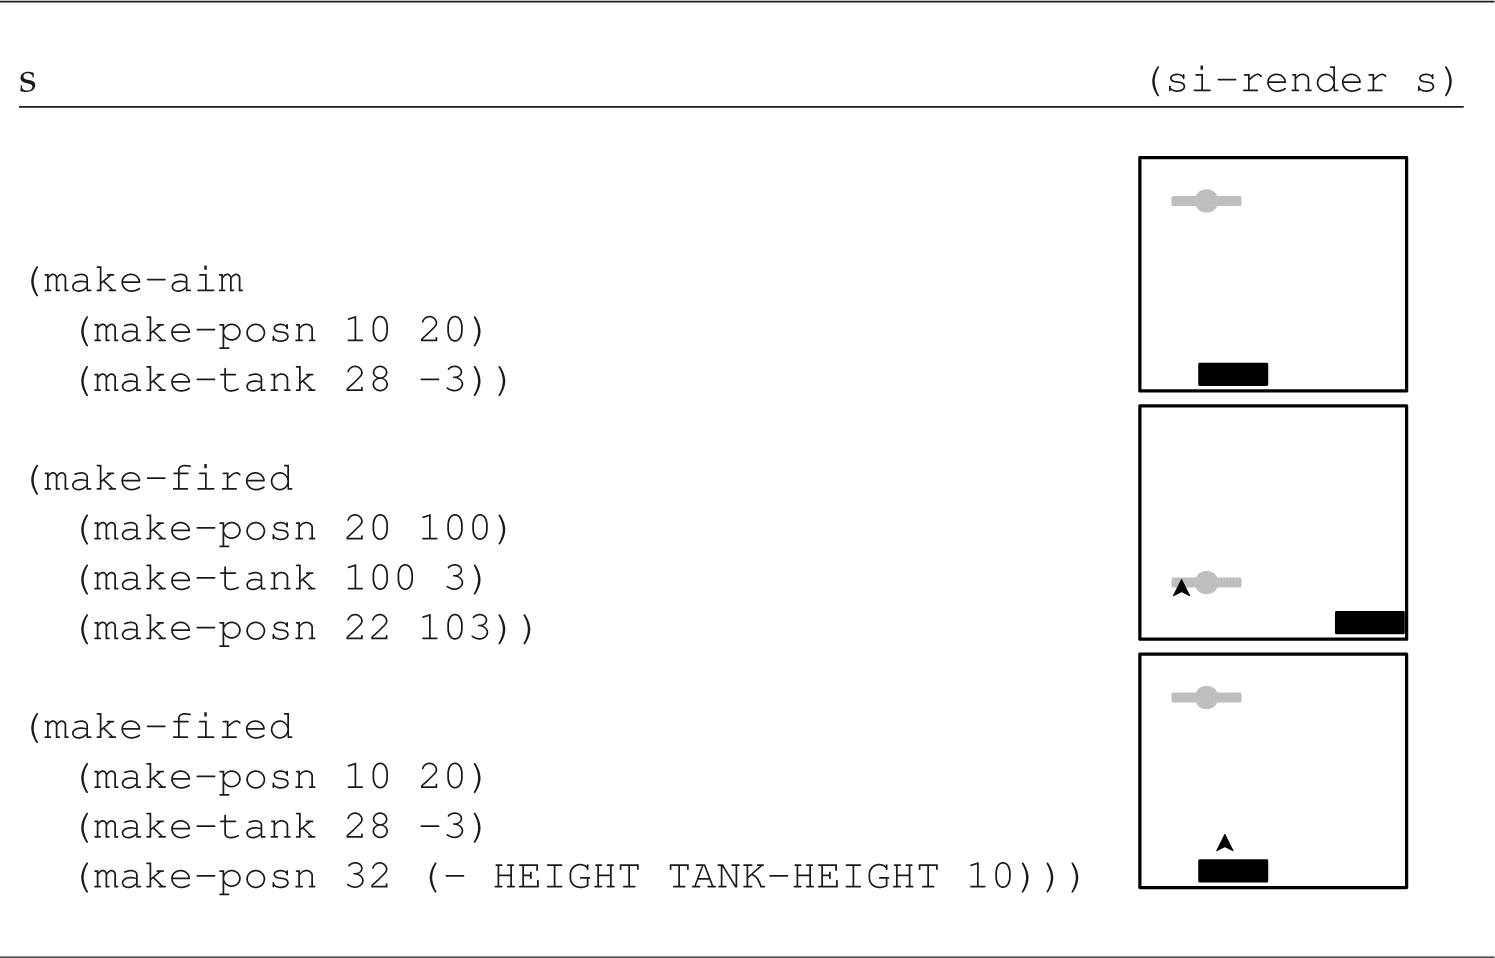 s (si-render s)
(make-aim
(make-posn 10 20)
(make-tank 28 -3))
(make-fired
(make-posn 20 100)
(make-tank 100 3)
(make-posn 22 103))
(make-fired
(make-posn 10 20)
(make-tank 28 -3)
(make-posn 32 (- HEIGHT TANK-HEIGHT 10)))